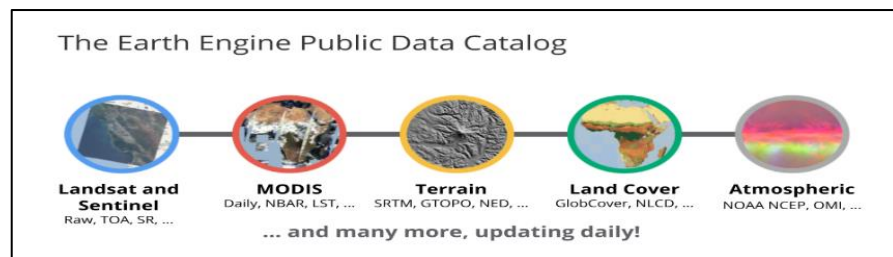 The Earth Engine Public Data Catalog
Landsat and
Sentinel
Raw, TOA, SR, ...
MODIS
Daily, NBAR, LST, ...
Terrain
SRTM, GTOPO, NED, ...
Land Cover
GlobCover, NLCD, ...
Atmospheric
NOAA NCEP, OMI, ...
... and many more, updating daily!